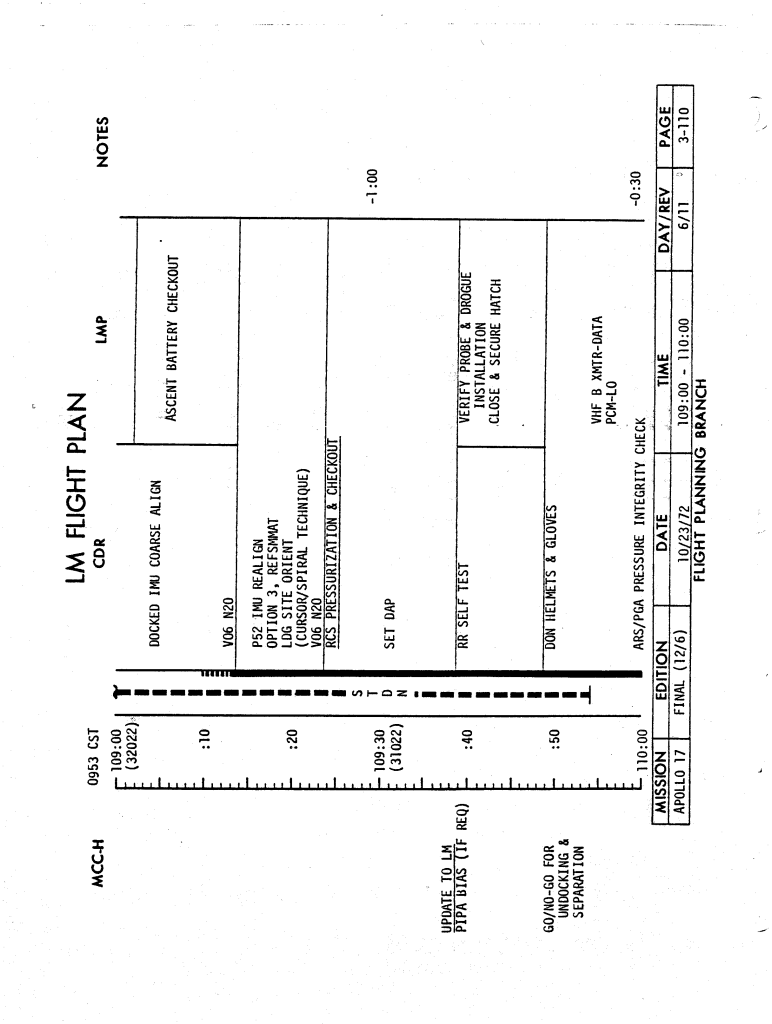 LM FLIGHT PLAN
MCC-H
0953 CST
CDR
LMP
NOTES
109:00
(32022)
DOCKED IMU COARSE ALIGN
ASCENT BATTERY CHECKOUT
:10
V06 N20
P52 IMU REALIGN
OPTION 3, REFSMMAT
LDG SITE ORIENT
(CURSOR/SPIRAL TECHNIQUE)
V06 N20
:20
RCS PRESSURIZATION & CHECKOUT
STDN
109:30
(31022)
SET DAP
-1:00
UPDATE TO LM
PIPA BIAS (IF REQ)
:40
RR SELF TEST
VERIFY PROBE & DROGUE
INSTALLATION
CLOSE & SECURE HATCH
GO/NO-GO FOR
UNDOCKING &
SEPARATION
:50
DON HELMETS & GLOVES
VHF B XMTR-DATA
PCM-LO
110:00
ARS/PGA PRESSURE INTEGRITY CHECK
-0:30
MISSION EDITION DATE TIME DAY/REV PAGE
APOLLO 17 FINAL (12/6) 10/23/72 109:00 - 110:00 6/11 3-110
FLIGHT PLANNING BRANCH